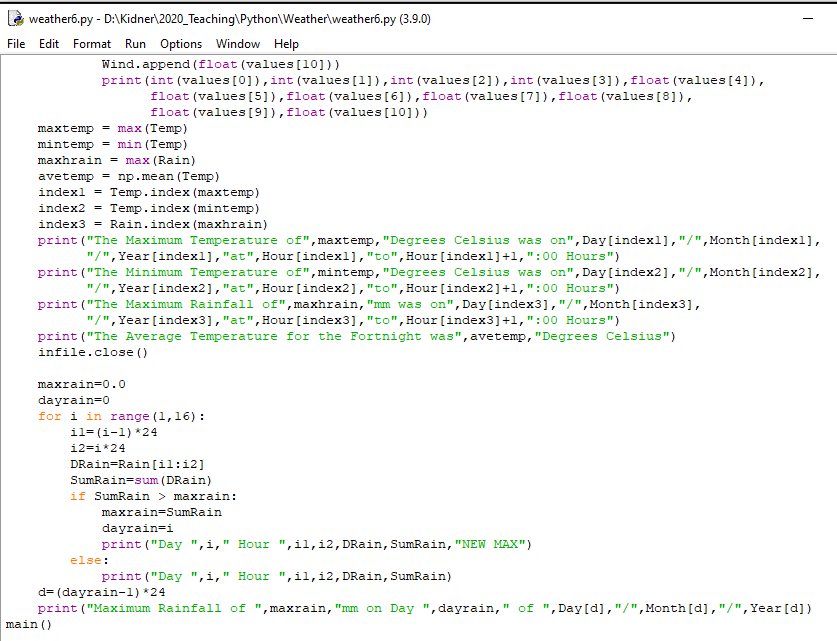 weather6.py - D:\Kidner\2020_Teaching\Python\Weather\weather6.py (3.9.0)
File Edit Format Run Options Window Help
            Wind.append(float(values[10]))
            print(int(values[0]),int(values[1]),int(values[2]),int(values[3]),float(values[4]),
                  float(values[5]),float(values[6]),float(values[7]),float(values[8]),
                  float(values[9]),float(values[10]))
    maxtemp = max(Temp)
    mintemp = min(Temp)
    maxhrain = max(Rain)
    avetemp = np.mean(Temp)
    index1 = Temp.index(maxtemp)
    index2 = Temp.index(mintemp)
    index3 = Rain.index(maxhrain)
    print("The Maximum Temperature of",maxtemp,"Degrees Celsius was on",Day[index1],"/",Month[index1],
          "/",Year[index1],"at",Hour[index1],"to",Hour[index1]+1,":00 Hours")
    print("The Minimum Temperature of",mintemp,"Degrees Celsius was on",Day[index2],"/",Month[index2],
          "/",Year[index2],"at",Hour[index2],"to",Hour[index2]+1,":00 Hours")
    print("The Maximum Rainfall of",maxhrain,"mm was on",Day[index3],"/",Month[index3],
          "/",Year[index3],"at",Hour[index3],"to",Hour[index3]+1,":00 Hours")
    print("The Average Temperature for the Fortnight was",avetemp,"Degrees Celsius")
    infile.close()

    maxrain=0.0
    dayrain=0
    for i in range(1,16):
        i1=(i-1)*24
        i2=i*24
        DRain=Rain[i1:i2]
        SumRain=sum(DRain)
        if SumRain > maxrain:
            maxrain=SumRain
            dayrain=i
            print("Day ",i," Hour ",i1,i2,DRain,SumRain,"NEW MAX")
        else:
            print("Day ",i," Hour ",i1,i2,DRain,SumRain)
    d=(dayrain-1)*24
    print("Maximum Rainfall of ",maxrain,"mm on Day ",dayrain," of ",Day[d],"/",Month[d],"/",Year[d])
main()